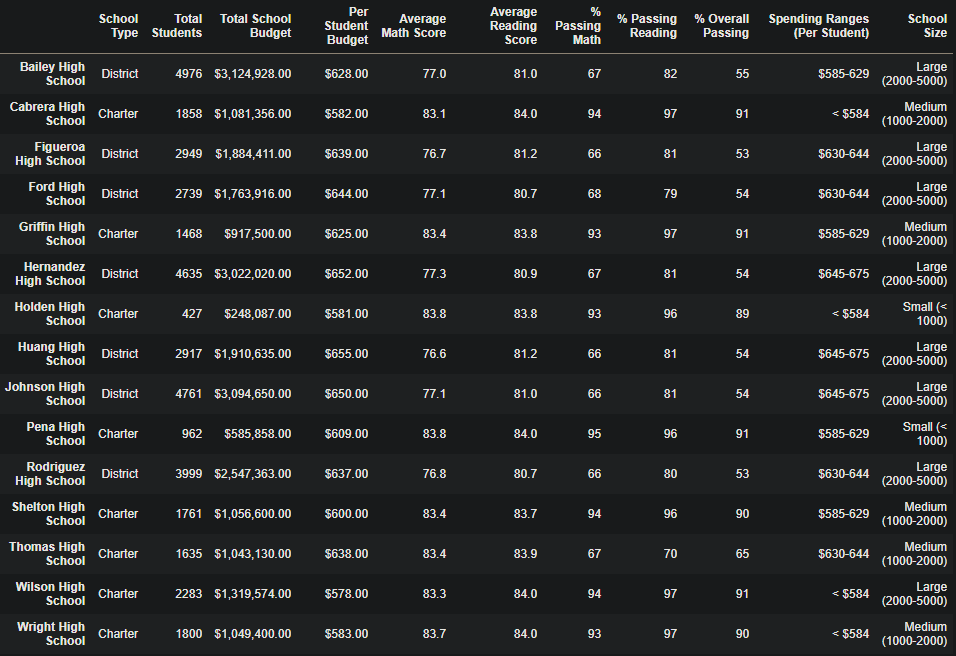 School Type Total Students Total School Budget Per Student Budget Average Math Score Average Reading Score % Passing Math % Passing Reading % Overall Passing Spending Ranges (Per Student) School Size
Bailey High School District 4976 $3,124,928.00 $628.00 77.0 81.0 67 82 55 $585-629 Large (2000-5000)
Cabrera High School Charter 1858 $1,081,356.00 $582.00 83.1 84.0 94 97 91 < $584 Medium (1000-2000)
Figueroa High School District 2949 $1,884,411.00 $639.00 76.7 81.2 66 81 53 $630-644 Large (2000-5000)
Ford High School District 2739 $1,763,916.00 $644.00 77.1 80.7 68 79 54 $630-644 Large (2000-5000)
Griffin High School Charter 1468 $917,500.00 $625.00 83.4 83.8 93 97 91 $585-629 Medium (1000-2000)
Hernandez High School District 4635 $3,022,020.00 $652.00 77.3 80.9 67 81 54 $645-675 Large (2000-5000)
Holden High School Charter 427 $248,087.00 $581.00 83.8 83.8 93 96 89 < $584 Small (< 1000)
Huang High School District 2917 $1,910,635.00 $655.00 76.6 81.2 66 81 54 $645-675 Large (2000-5000)
Johnson High School District 4761 $3,094,650.00 $650.00 77.1 81.0 66 81 54 $645-675 Large (2000-5000)
Pena High School Charter 962 $585,858.00 $609.00 83.8 84.0 95 96 91 $585-629 Small (< 1000)
Rodriguez High School District 3999 $2,547,363.00 $637.00 76.8 80.7 66 80 53 $630-644 Large (2000-5000)
Shelton High School Charter 1761 $1,056,600.00 $600.00 83.4 83.7 94 96 90 $585-629 Medium (1000-2000)
Thomas High School Charter 1635 $1,043,130.00 $638.00 83.4 83.9 67 70 65 $630-644 Medium (1000-2000)
Wilson High School Charter 2283 $1,319,574.00 $578.00 83.3 84.0 94 97 91 < $584 Large (2000-5000)
Wright High School Charter 1800 $1,049,400.00 $583.00 83.7 84.0 93 97 90 < $584 Medium (1000-2000)